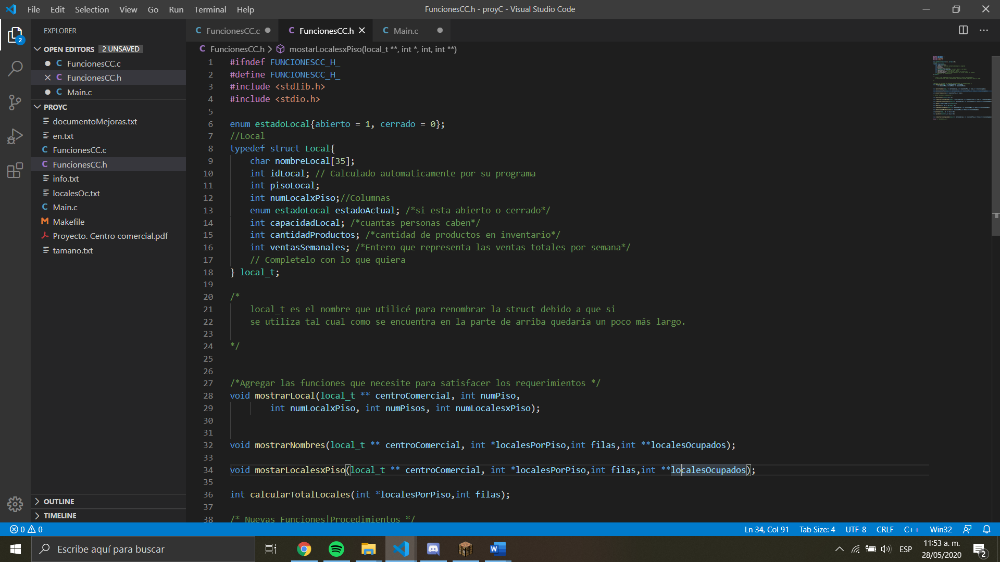 File Edit Selection View Go Run Terminal Help
FuncionesCC.h - proyC - Visual Studio Code
EXPLORER
OPEN EDITORS 2 UNSAVED
FuncionesCC.c
FuncionesCC.h
Main.c
PROYC
documentoMejoras.txt
en.txt
FuncionesCC.c
FuncionesCC.h
info.txt
localesOc.txt
Main.c
Makefile
Proyecto. Centro comercial.pdf
tamano.txt
OUTLINE
TIMELINE
FuncionesCC.c FuncionesCC.h Main.c
FuncionesCC.h > mostarLocalesxPiso(local_t **, int *, int, int **)
1 #ifndef FUNCIONESCC_H_
2 #define FUNCIONESCC_H_
3 #include <stdlib.h>
4 #include <stdio.h>
5
6 enum estadoLocal{abierto = 1, cerrado = 0};
7 //Local
8 typedef struct Local{
9 char nombreLocal[35];
10 int idLocal; // Calculado automaticamente por su programa
11 int pisoLocal;
12 int numLocalxPiso;//Columnas
13 enum estadoLocal estadoActual; /*si esta abierto o cerrado*/
14 int capacidadLocal; /*cuantas personas caben*/
15 int cantidadProductos; /*cantidad de productos en inventario*/
16 int ventasSemanales; /*Entero que representa las ventas totales por semana*/
17 // Completelo con lo que quiera
18 } local_t;
19
20 /*
21 local_t es el nombre que utilicé para renombrar la struct debido a que si
22 se utiliza tal cual como se encuentra en la parte de arriba quedaría un poco más largo.
23
24 */
25
26
27 /*Agregar las funciones que necesite para satisfacer los requerimientos */
28 void mostrarLocal(local_t ** centroComercial, int numPiso,
29 int numLocalxPiso, int numPisos, int numLocalesxPiso);
30
31
32 void mostrarNombres(local_t ** centroComercial, int *localesPorPiso,int filas,int **localesOcupados);
33
34 void mostarLocalesxPiso(local_t ** centroComercial, int *localesPorPiso,int filas,int **localesOcupados);
35
36 int calcularTotalLocales(int *localesPorPiso,int filas);
37
38 /* Nuevas Funciones|Procedimientos */
0 0
Ln 34, Col 91 Tab Size: 4 UTF-8 CRLF C++ Win32
Escribe aquí para buscar
ESP
11:53 a. m.
28/05/2020
2